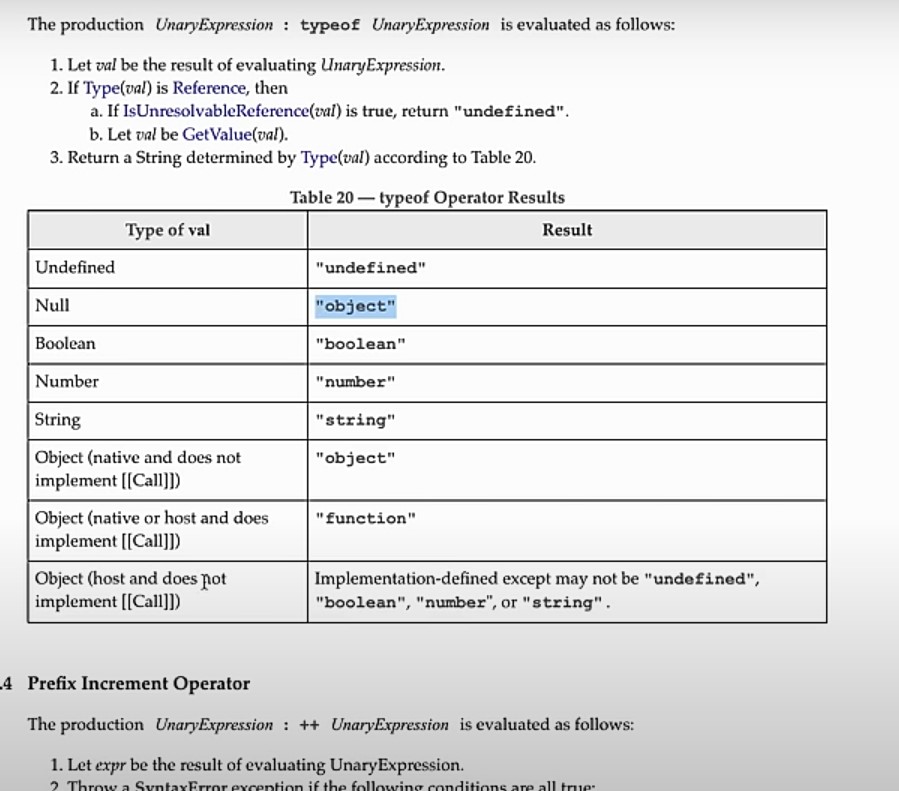 The production UnaryExpression : typeof UnaryExpression is evaluated as follows:
1. Let val be the result of evaluating UnaryExpression.
2. If Type(val) is Reference, then
a. If IsUnresolvableReference(val) is true, return "undefined".
b. Let val be GetValue(val).
3. Return a String determined by Type(val) according to Table 20.
Table 20 — typeof Operator Results
Type of val Result
Undefined "undefined"
Null "object"
Boolean "boolean"
Number "number"
String "string"
Object (native and does not "object"
implement [[Call]])
Object (native or host and does "function"
implement [[Call]])
Object (host and does not Implementation-defined except may not be "undefined",
implement [[Call]]) "boolean", "number", or "string".
.4 Prefix Increment Operator
The production UnaryExpression : ++ UnaryExpression is evaluated as follows:
1. Let expr be the result of evaluating UnaryExpression.
2. Throw a SyntaxError exception if the following conditions are all true: